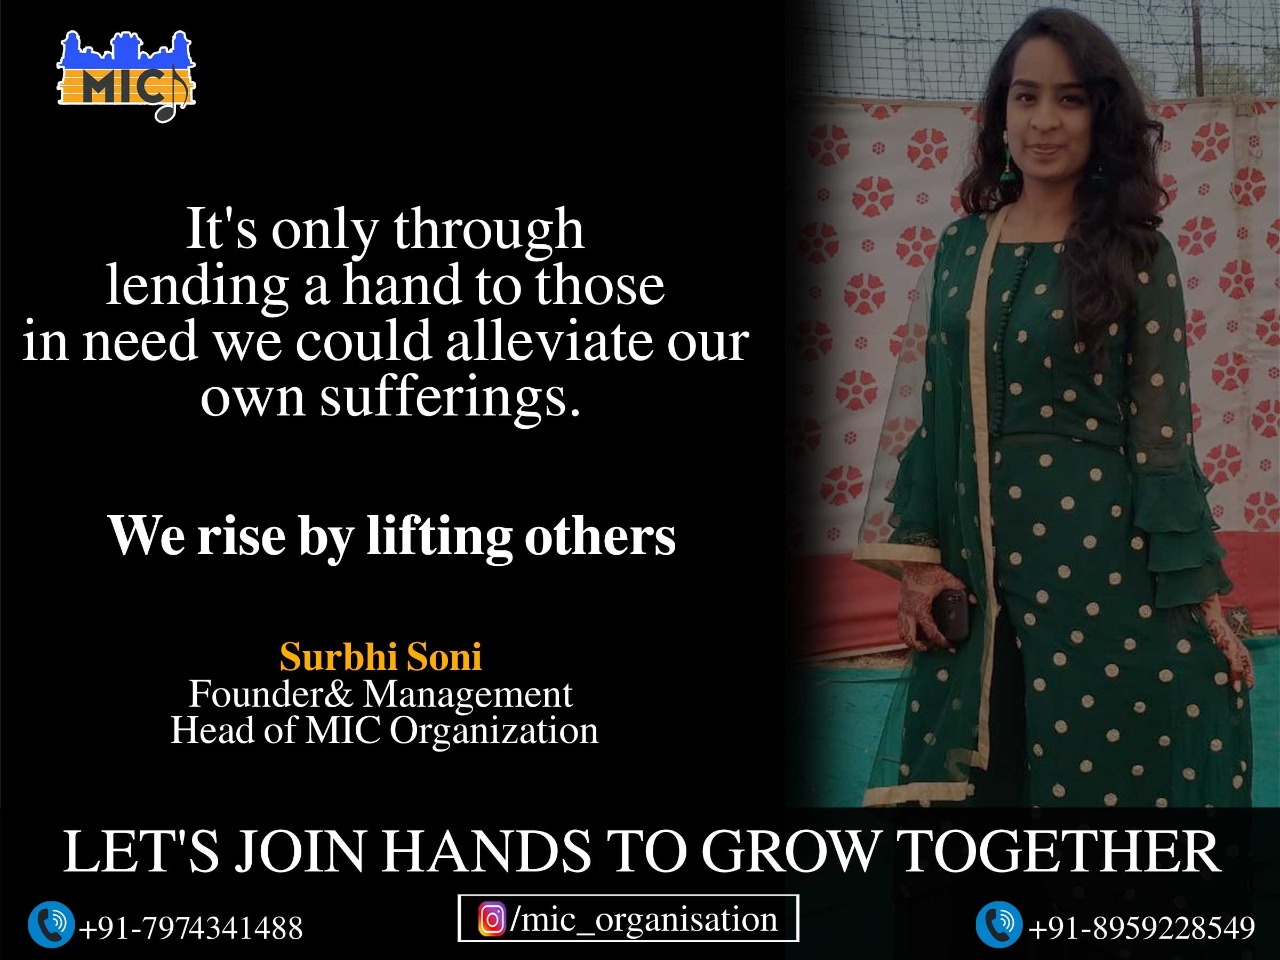 MIC
It's only through
lending a hand to those
in need we could alleviate our
own sufferings.
We rise by lifting others
Surbhi Soni
Founder& Management
Head of MIC Organization
LET'S JOIN HANDS TO GROW TOGETHER
+91-7974341488
/mic_organisation
+91-8959228549